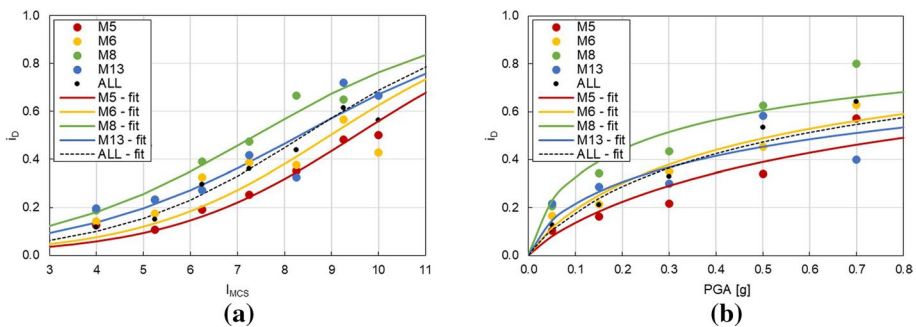 1.0
0.8
0.6
0.4
0.2
0.0
i_D
M5
M6
M8
M13
ALL
M5 - fit
M6 - fit
M8 - fit
M13 - fit
ALL - fit
3 4 5 6 7 8 9 10 11
I_MCS
(a)
1.0
0.8
0.6
0.4
0.2
0.0
i_D
M5
M6
M8
M13
ALL
M5 - fit
M6 - fit
M8 - fit
M13 - fit
ALL - fit
0.0 0.1 0.2 0.3 0.4 0.5 0.6 0.7 0.8
PGA [g]
(b)